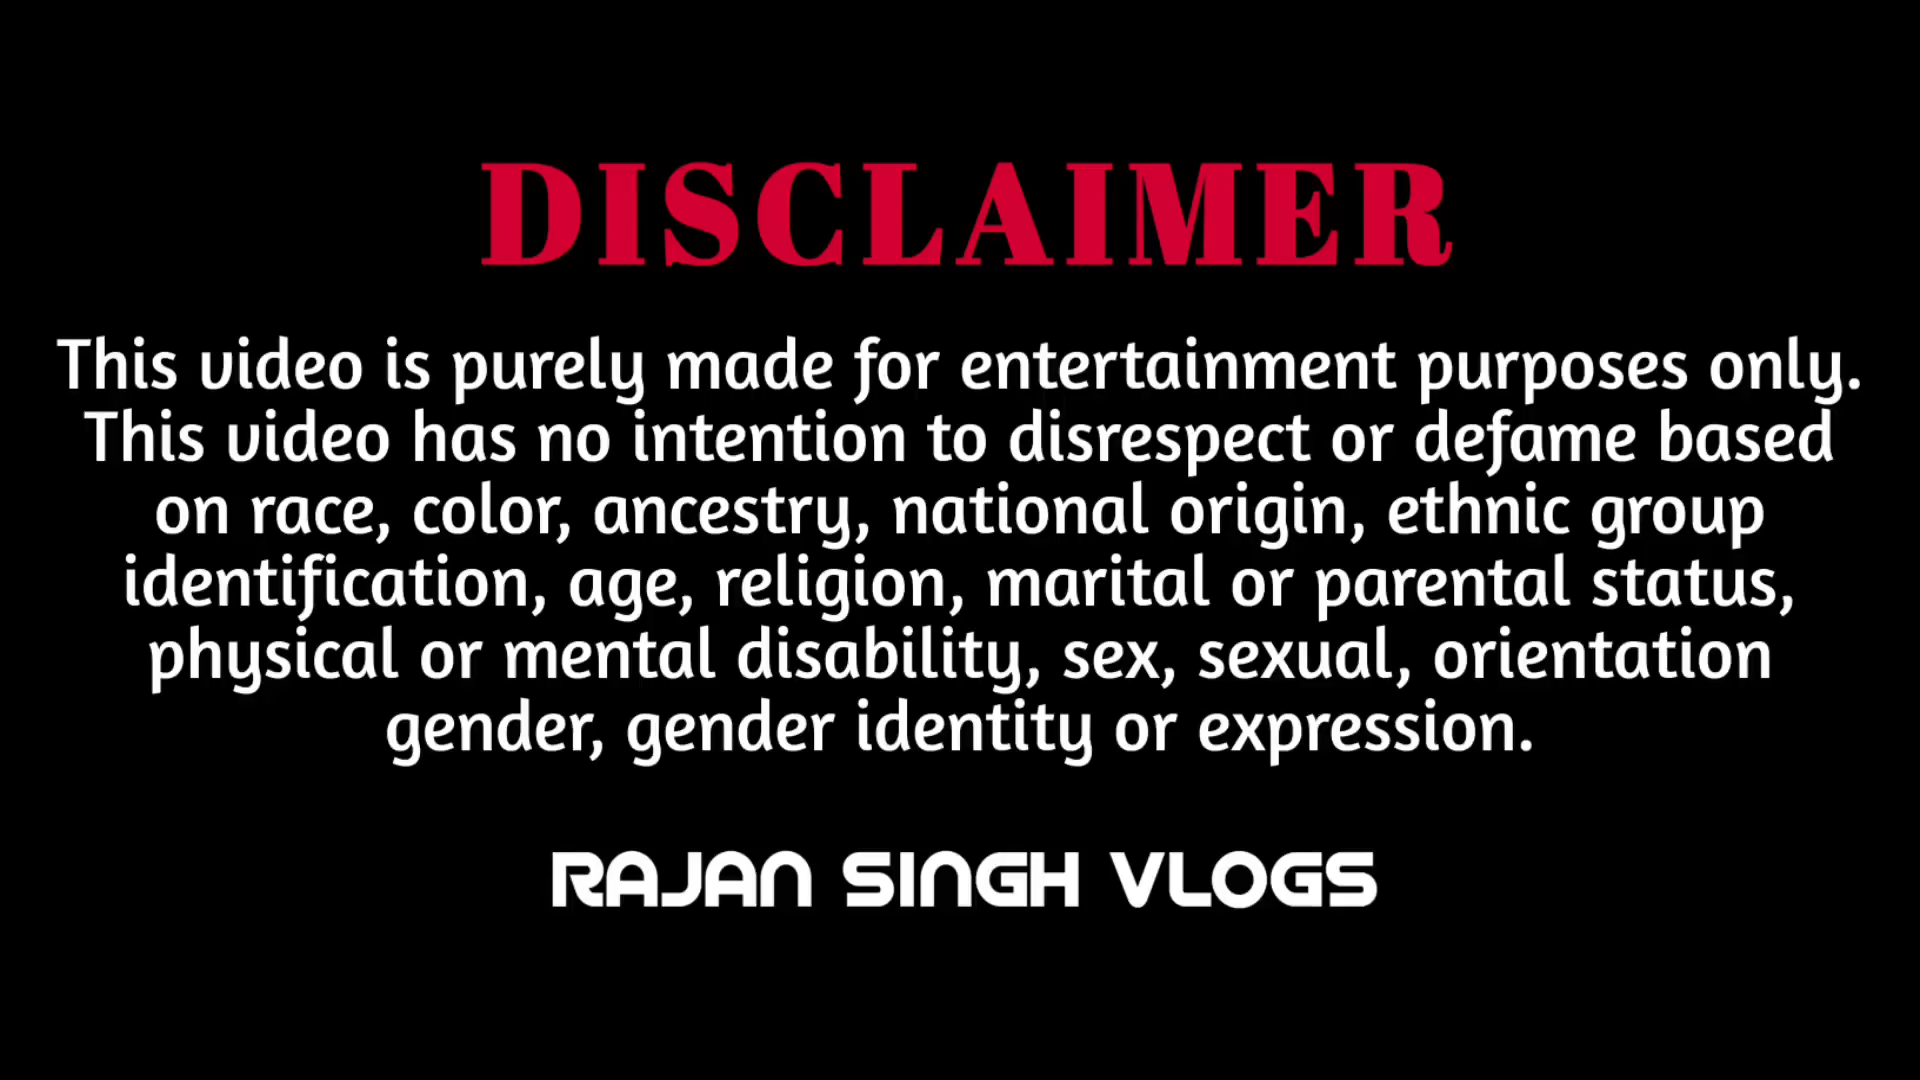 DISCLAIMER
This video is purely made for entertainment purposes only.
This video has no intention to disrespect or defame based
on race, color, ancestry, national origin, ethnic group
identification, age, religion, marital or parental status,
physical or mental disability, sex, sexual, orientation
gender, gender identity or expression.
RAJAN SINGH VLOGS